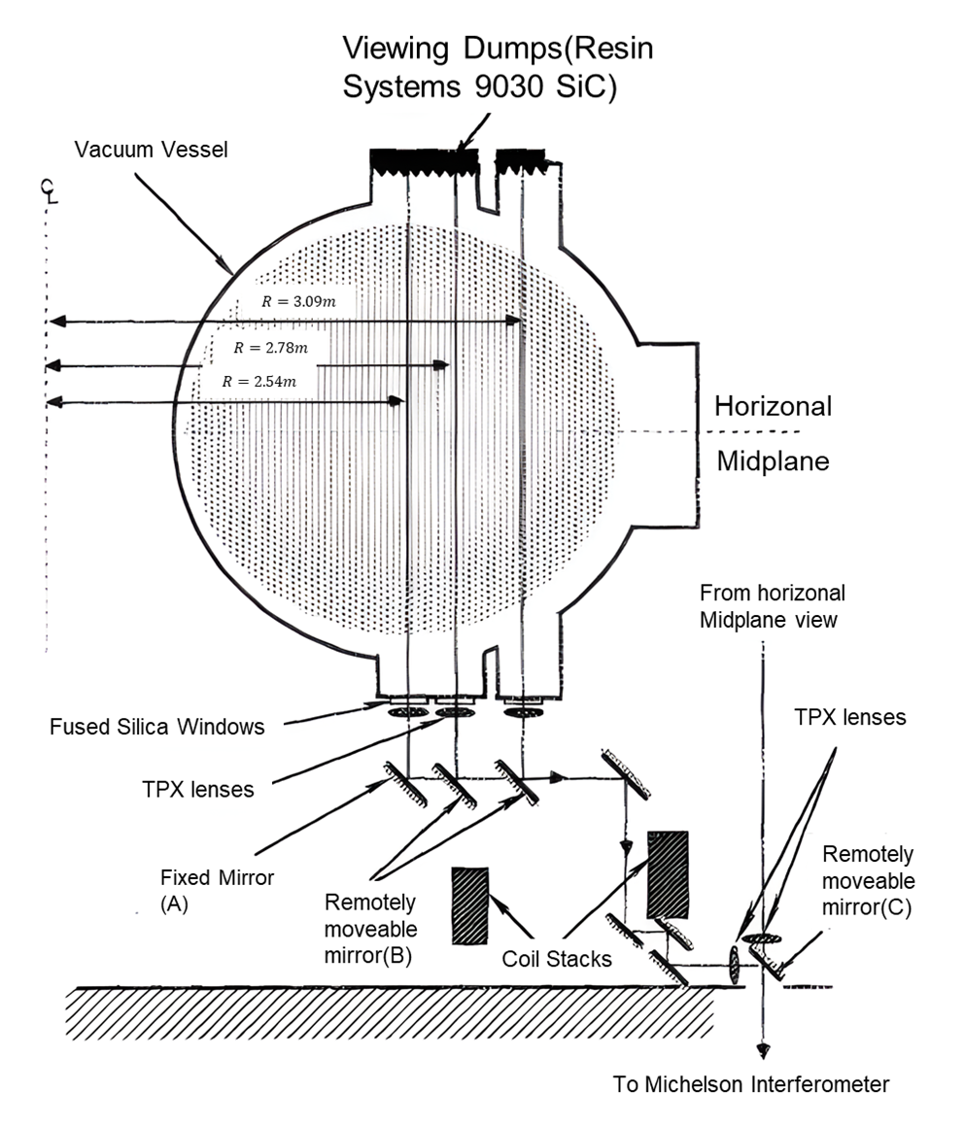 Viewing Dumps(Resin
Systems 9030 SiC)
Vacuum Vessel
CL
R = 3.09m
R = 2.78m
R = 2.54m
Horizonal
Midplane
From horizonal
Midplane view
Fused Silica Windows
TPX lenses
TPX lenses
Fixed Mirror
(A)
Remotely
moveable
mirror(B)
Coil Stacks
Remotely
moveable
mirror(C)
To Michelson Interferometer